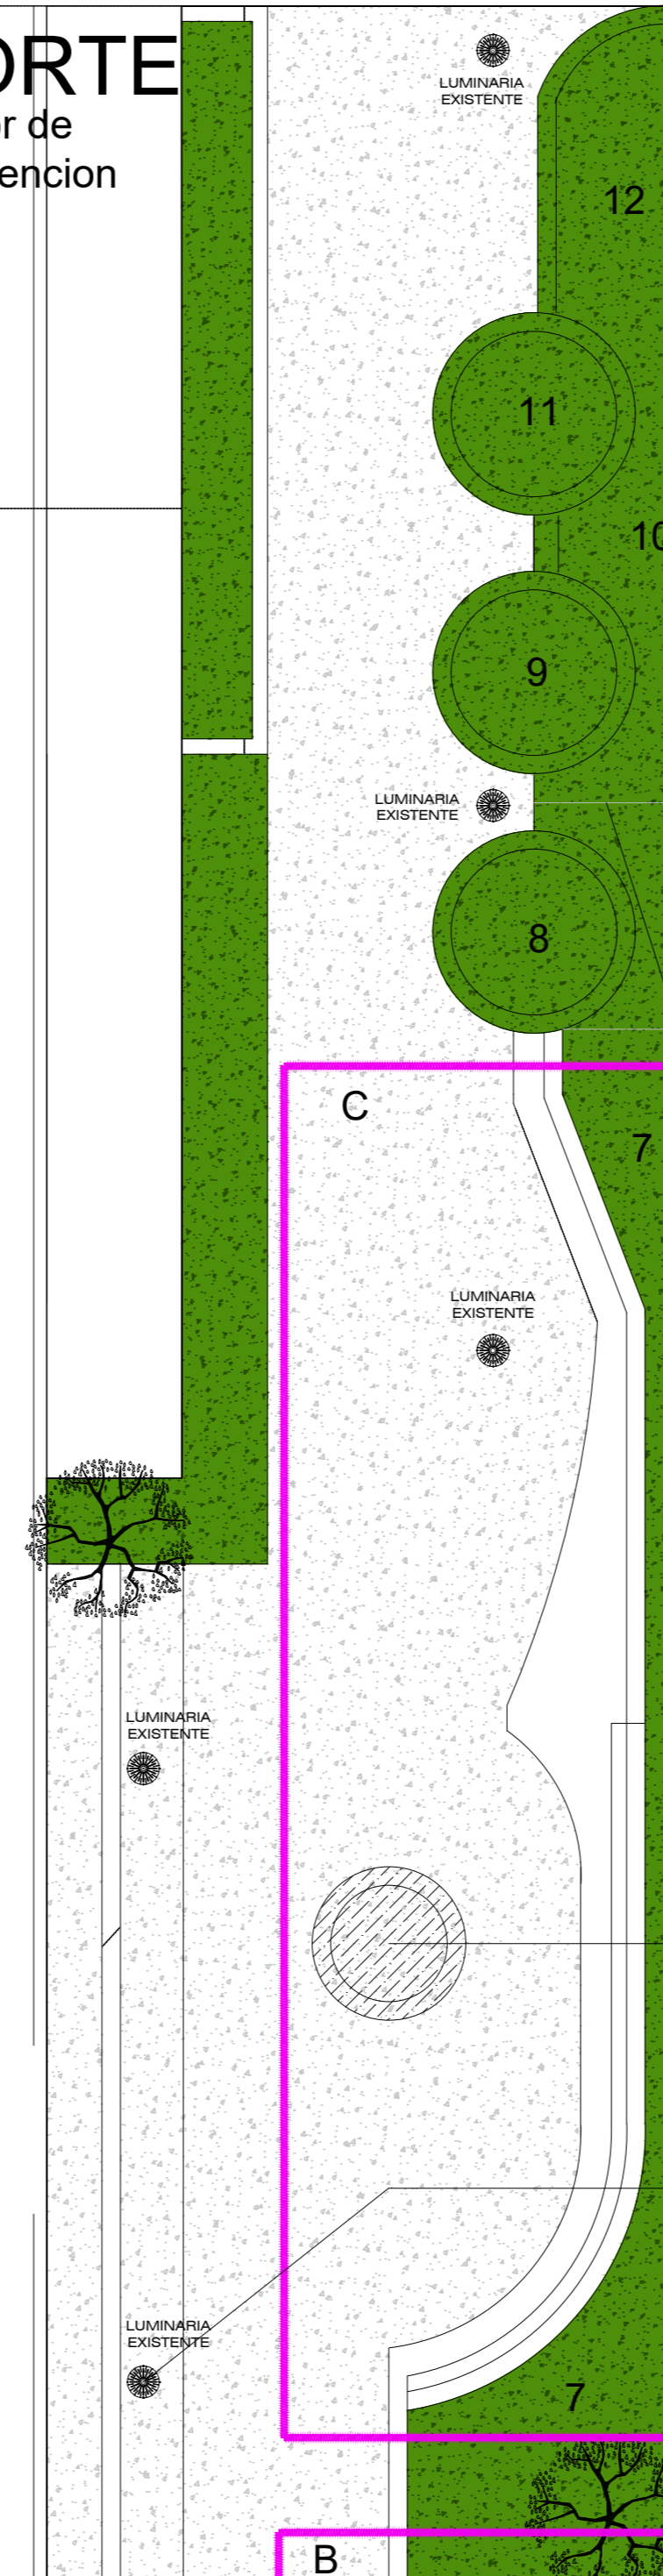 ORTE
or de
encion
LUMINARIA
EXISTENTE
12
11
10
9
LUMINARIA
EXISTENTE
8
C
7
LUMINARIA
EXISTENTE
LUMINARIA
EXISTENTE
LUMINARIA
EXISTENTE
7
B